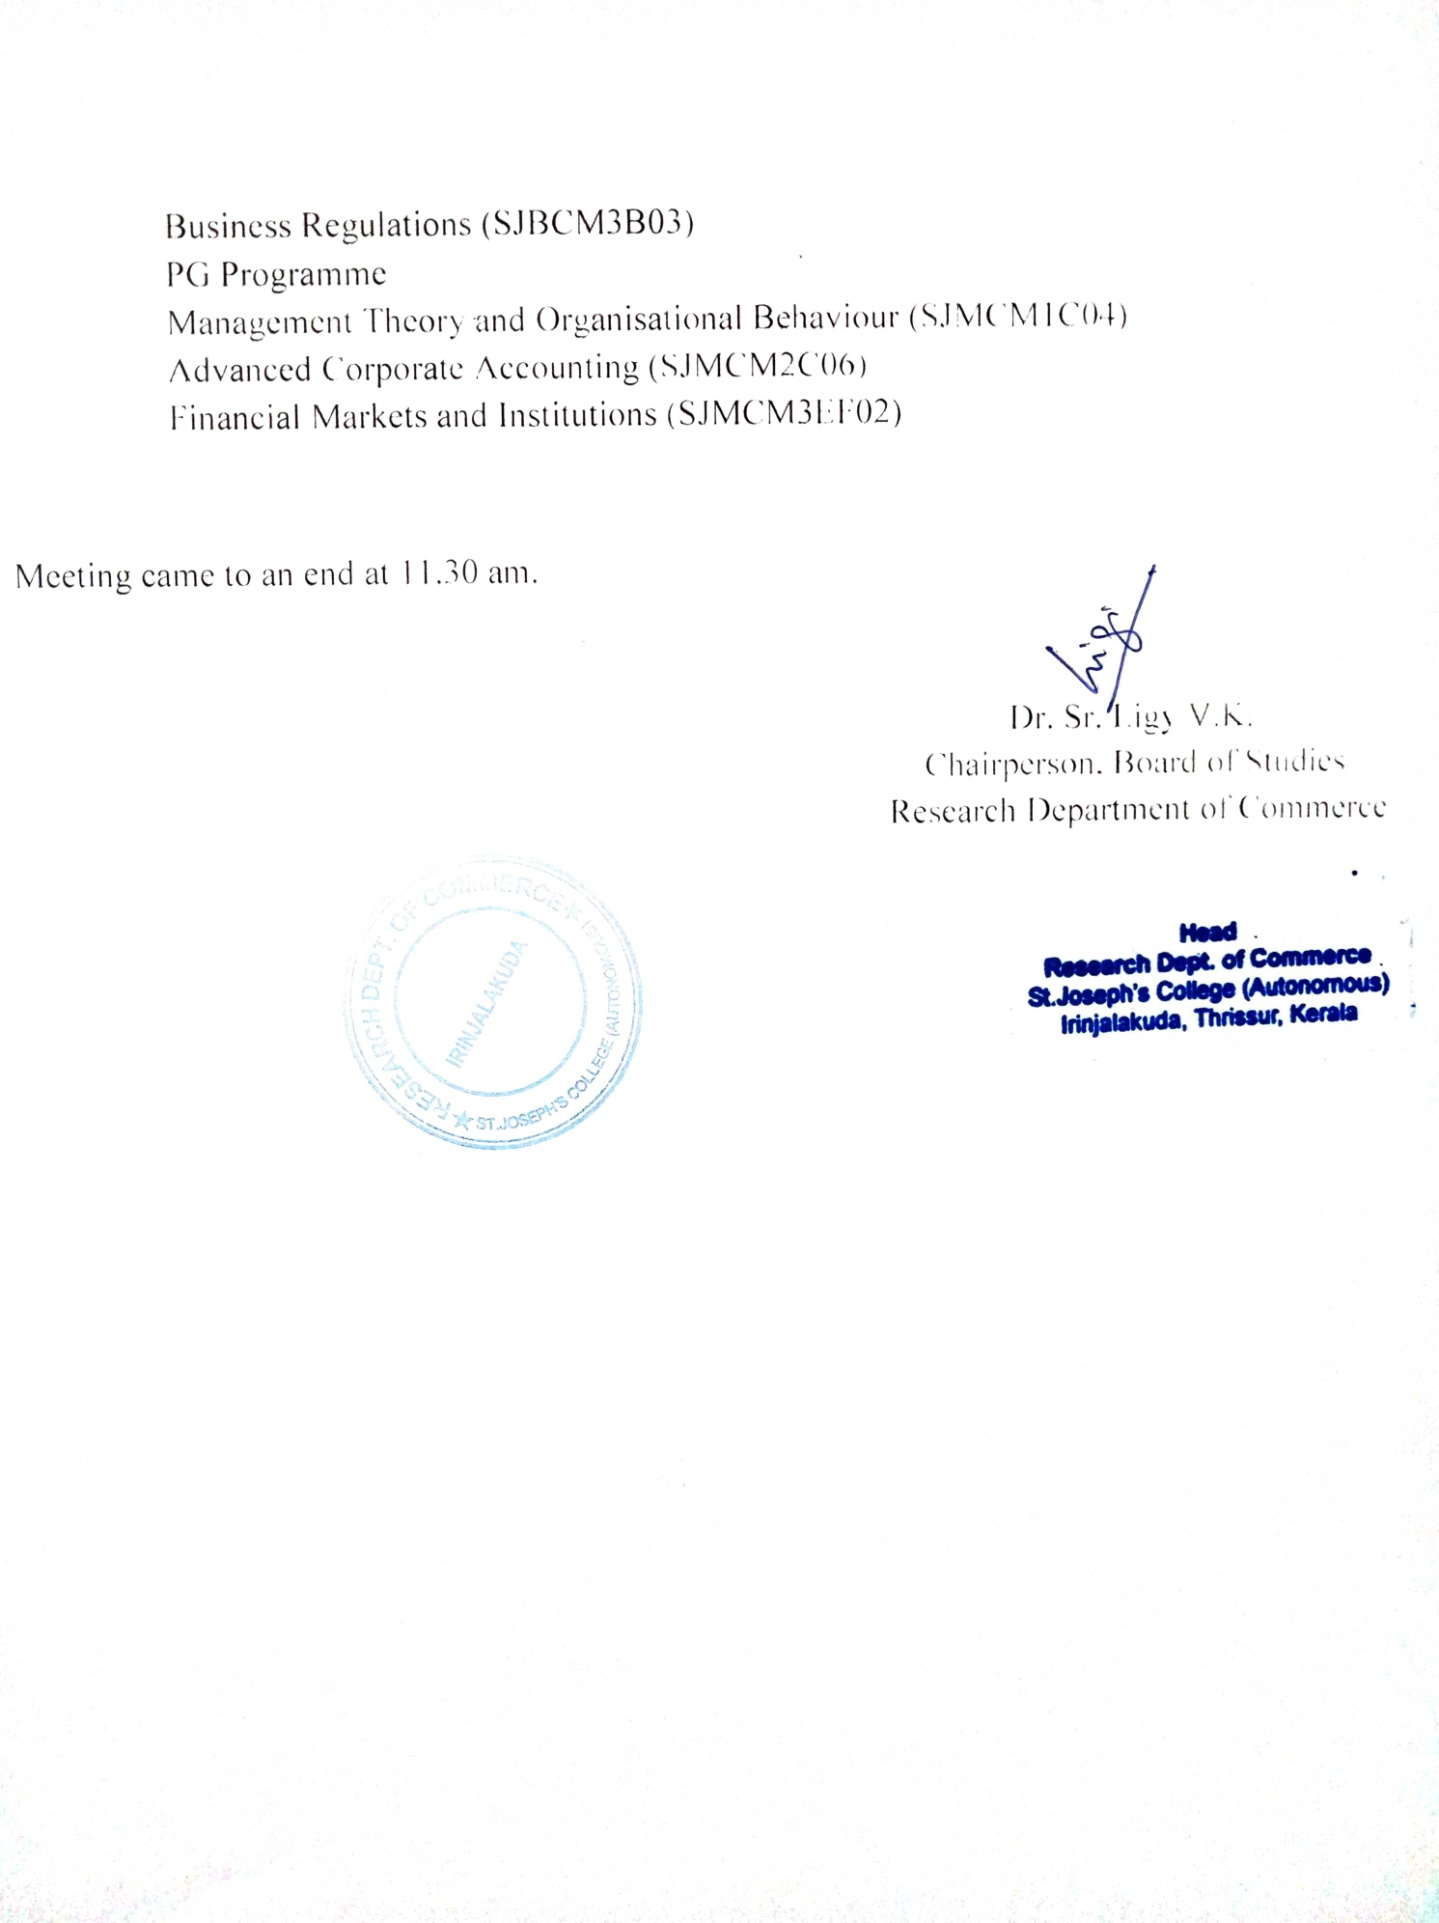 Business Regulations (SJBCM3B03)
PG Programme
Management Theory and Organisational Behaviour (SJMCM1C04)
Advanced Corporate Accounting (SJMCM2C06)
Financial Markets and Institutions (SJMCM3EF02)
Meeting came to an end at 11.30 am.
Ligi
Dr. Sr. Ligy V.K.
Chairperson. Board of Studies
Research Department of Commerce
RESEARCH DEPT. OF COMMERCE ★
ST.JOSEPH'S COLLEGE (AUTONOMOUS) ★
IRINJALAKUDA
Head
Research Dept. of Commerce
St.Joseph's College (Autonomous)
Irinjalakuda, Thrissur, Kerala